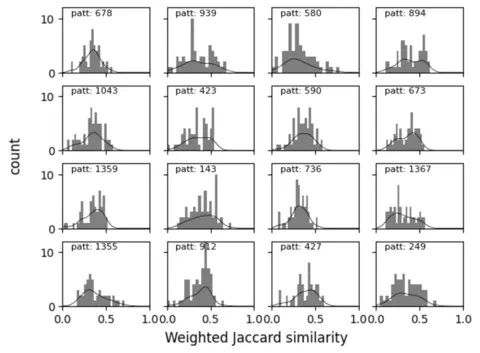 patt: 678 patt: 939 patt: 580 patt: 894
10
0
patt: 1043 patt: 423 patt: 590 patt: 673
10
0
count
patt: 1359 patt: 143 patt: 736 patt: 1367
10
0
patt: 1355 patt: 912 patt: 427 patt: 249
10
0
0.0 0.5 1.0 0.0 0.5 1.0 0.0 0.5 1.0 0.0 0.5 1.0
Weighted Jaccard similarity